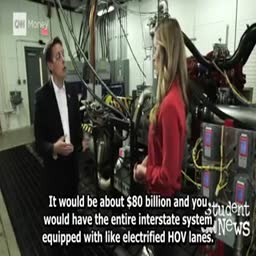 CNN Money
It would be about $80 billion and you
would have the entire interstate system
equipped with like electrified HOV lanes.
Student
News